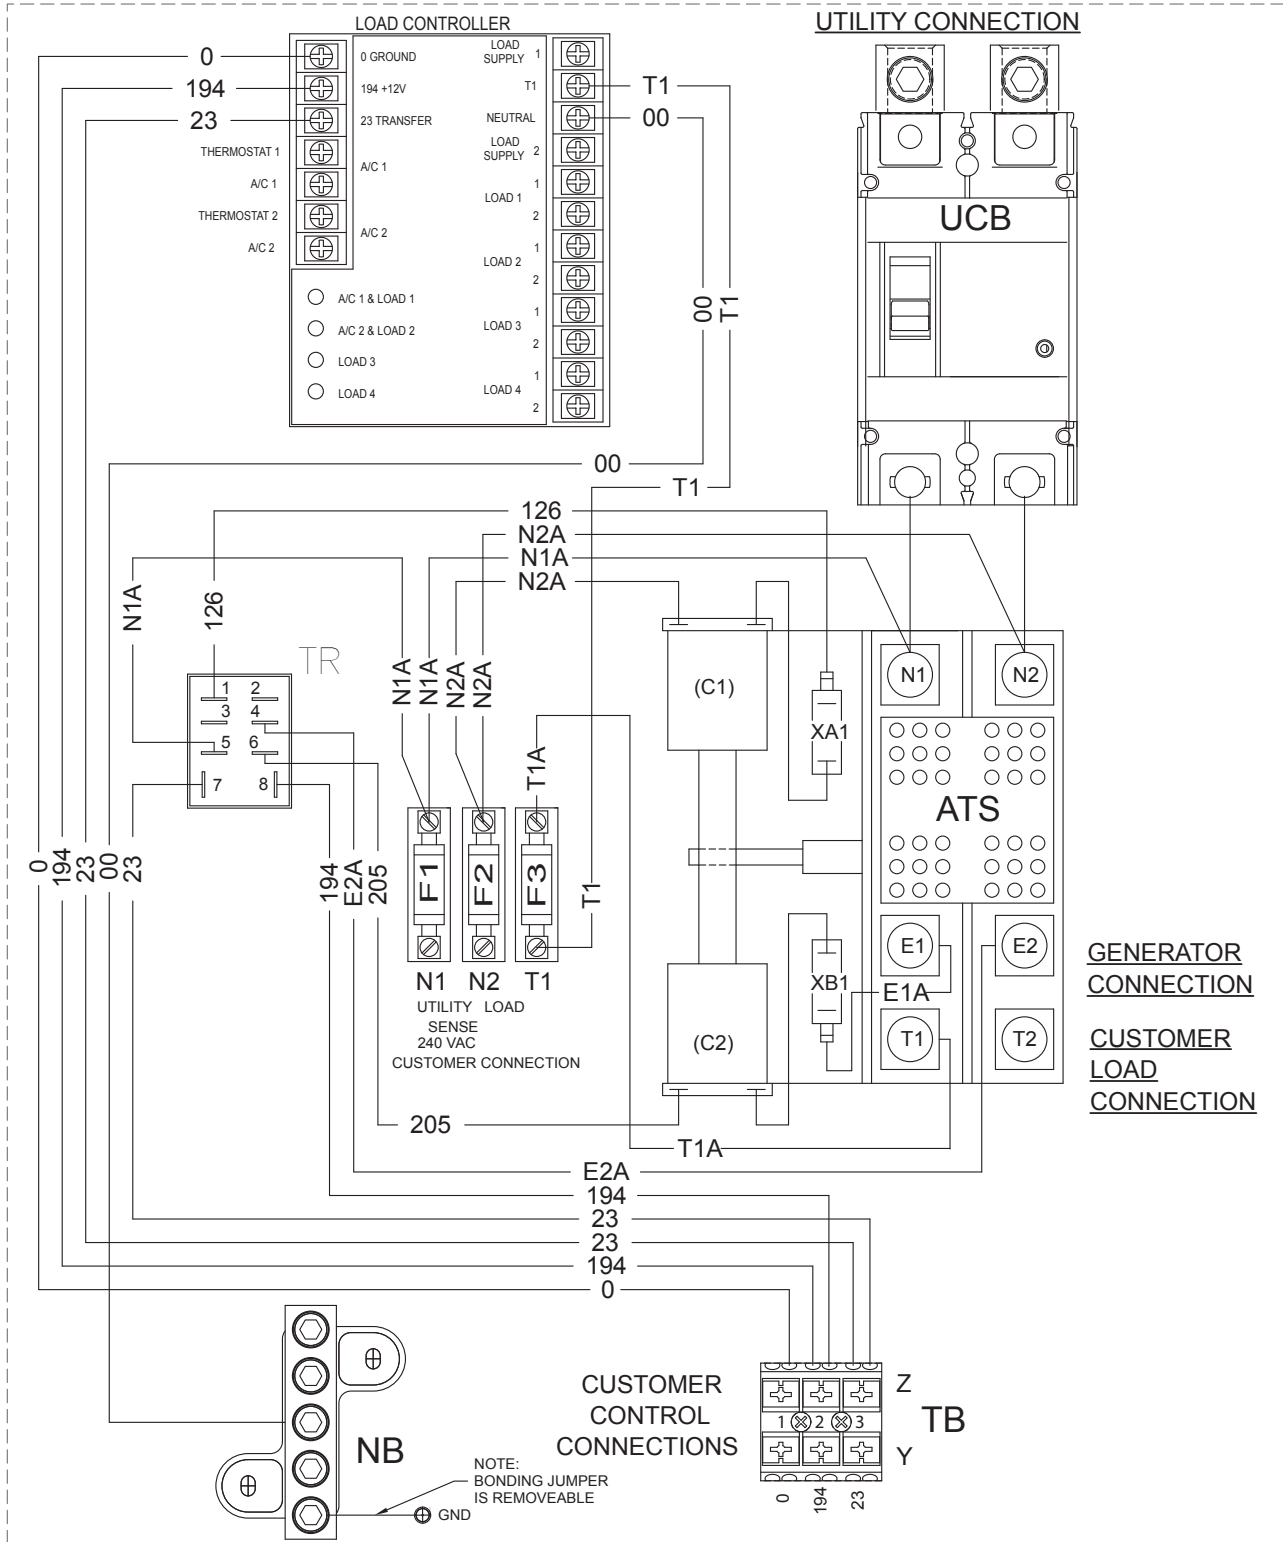 LOAD CONTROLLER
UTILITY CONNECTION
0
0 GROUND
LOAD
SUPPLY 1
194
194 +12V
T1
T1
23
23 TRANSFER
NEUTRAL
00
THERMOSTAT 1
A/C 1
LOAD
SUPPLY 2
A/C 1
1
LOAD 1
THERMOSTAT 2
2
A/C 2
A/C 2
1
LOAD 2
2
A/C 1 & LOAD 1
1
A/C 2 & LOAD 2
LOAD 3
2
LOAD 3
1
LOAD 4
LOAD 4
2
00
T1
UCB
00
T1
126
N2A
N1A
N2A
N1A
126
TR
N1A
N1A
N2A
N2A
T1A
1 2
3 4
5 6
7 8
(C1)
XA1
N1
N2
ATS
0
194
23
00
23
194
E2A
205
F1
F2
F3
T1
N1 N2 T1
UTILITY LOAD
SENSE
240 VAC
CUSTOMER CONNECTION
(C2)
XB1
E1A
E1
E2
T1
T2
GENERATOR
CONNECTION
CUSTOMER
LOAD
CONNECTION
205
T1A
E2A
194
23
23
194
0
CUSTOMER
CONTROL
CONNECTIONS
Z
1 2 3
TB
Y
0
194
23
NB
NOTE:
BONDING JUMPER
IS REMOVEABLE
GND